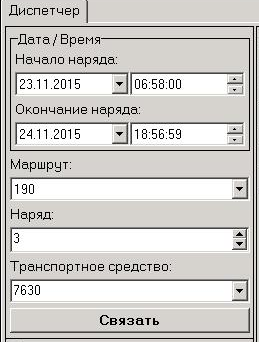 Диспетчер
Дата / Время
Начало наряда:
23.11.2015 06:58:00
Окончание наряда:
24.11.2015 18:56:59
Маршрут:
190
Наряд:
3
Транспортное средство:
7630
Связать